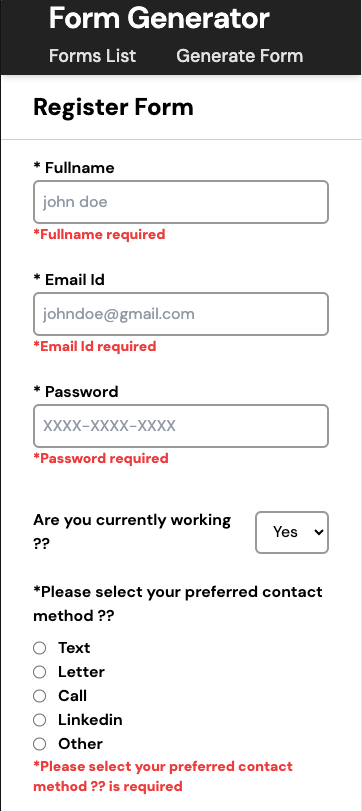 Form Generator
Forms List
Generate Form
Register Form
* Fullname
john doe
*Fullname required
* Email Id
johndoe@gmail.com
*Email Id required
* Password
XXXX-XXXX-XXXX
*Password required
Are you currently working
??
Yes
*Please select your preferred contact
method ??
Text
Letter
Call
Linkedin
Other
*Please select your preferred contact
method ?? is required